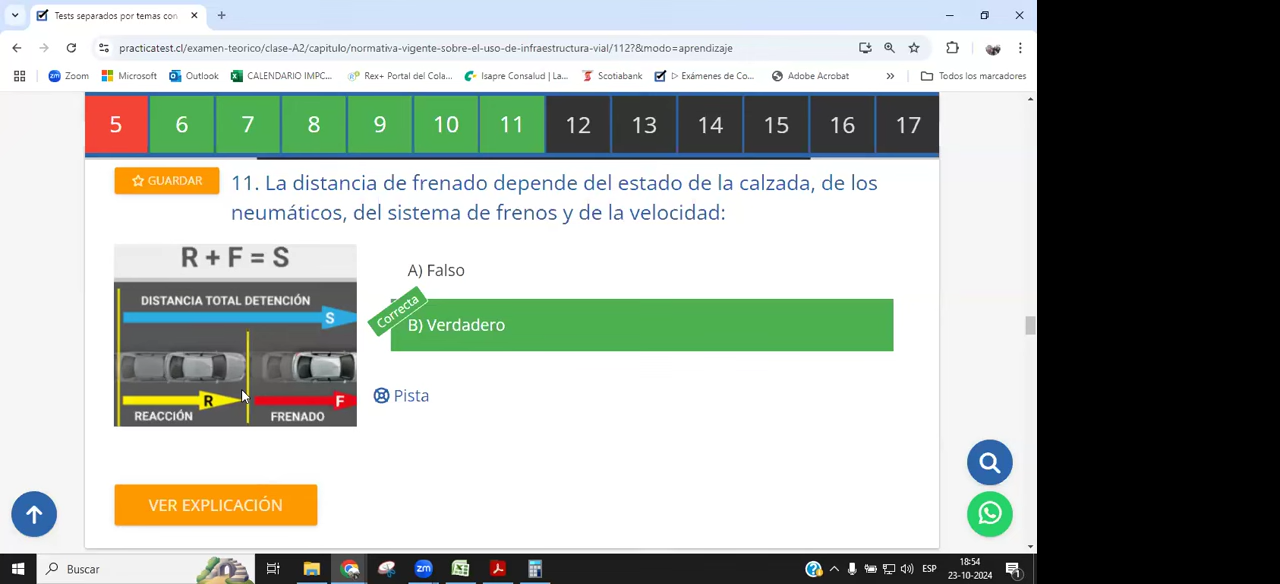 Tests separados por temas con
practicatest.cl/examen-teorico/clase-A2/capitulo/normativa-vigente-sobre-el-uso-de-infraestructura-vial/112?&modo=aprendizaje
Zoom
Microsoft
Outlook
CALENDARIO IMPC...
Rex+ Portal del Cola...
Isapre Consalud | La...
Scotiabank
▷ Exámenes de Co...
Adobe Acrobat
»
Todos los marcadores
5 6 7 8 9 10 11 12 13 14 15 16 17
GUARDAR
11. La distancia de frenado depende del estado de la calzada, de los
neumáticos, del sistema de frenos y de la velocidad:
R + F = S
DISTANCIA TOTAL DETENCIÓN
S
R
F
REACCIÓN
FRENADO
A) Falso
Correcta
B) Verdadero
Pista
VER EXPLICACIÓN
Buscar
zm
ESP
18:54
23-10-2024
1